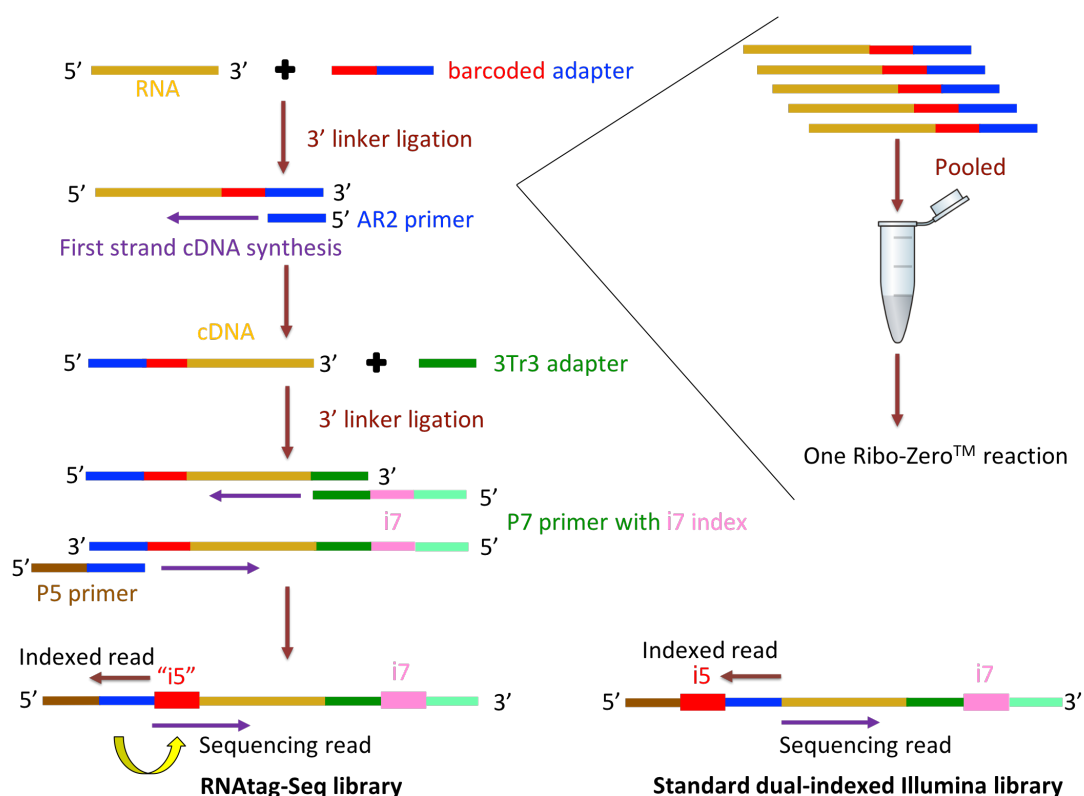 5’ 3’ barcoded adapter
RNA
3’ linker ligation
5’ 3’
5’ AR2 primer
First strand cDNA synthesis
cDNA
5’ 3’ 3Tr3 adapter
3’ linker ligation
5’ 3’
5’
i7 P7 primer with i7 index
3’ 5’
5’
P5 primer
Indexed read “i5” i7
5’ 3’
Sequencing read
RNAtag-Seq library
Pooled
One Ribo-Zero™ reaction
Indexed read
i5 i7
5’ 3’
Sequencing read
Standard dual-indexed Illumina library